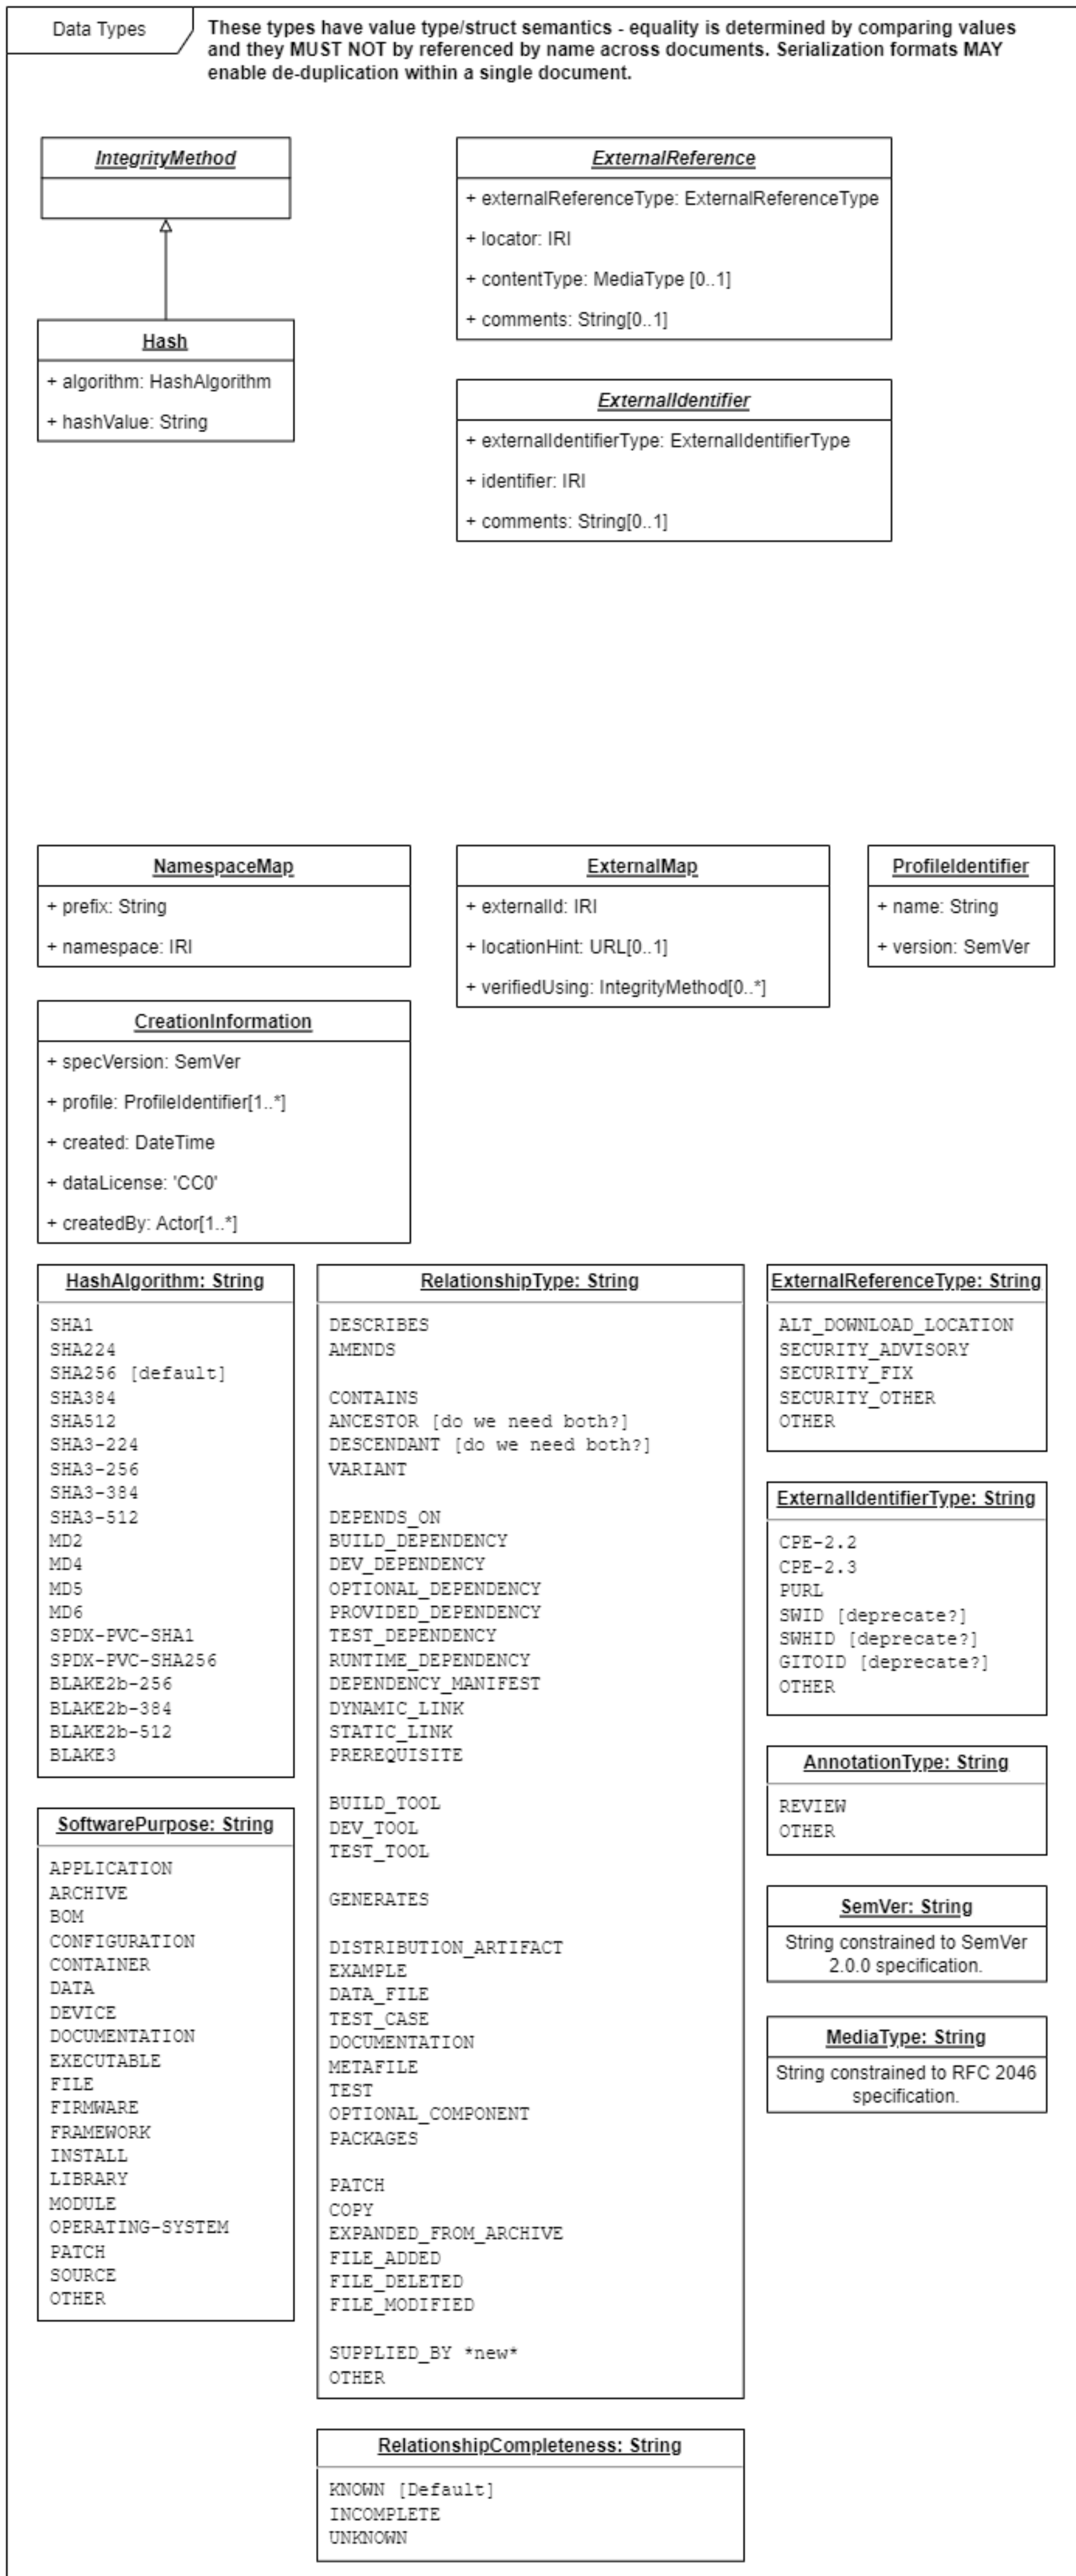 Data Types
These types have value type/struct semantics - equality is determined by comparing values
and they MUST NOT by referenced by name across documents. Serialization formats MAY
enable de-duplication within a single document.
IntegrityMethod
Hash
+ algorithm: HashAlgorithm
+ hashValue: String
ExternalReference
+ externalReferenceType: ExternalReferenceType
+ locator: IRI
+ contentType: MediaType [0..1]
+ comments: String[0..1]
ExternalIdentifier
+ externalIdentifierType: ExternalIdentifierType
+ identifier: IRI
+ comments: String[0..1]
NamespaceMap
+ prefix: String
+ namespace: IRI
ExternalMap
+ externalId: IRI
+ locationHint: URL[0..1]
+ verifiedUsing: IntegrityMethod[0..*]
ProfileIdentifier
+ name: String
+ version: SemVer
CreationInformation
+ specVersion: SemVer
+ profile: ProfileIdentifier[1..*]
+ created: DateTime
+ dataLicense: 'CC0'
+ createdBy: Actor[1..*]
HashAlgorithm: String
SHA1
SHA224
SHA256 [default]
SHA384
SHA512
SHA3-224
SHA3-256
SHA3-384
SHA3-512
MD2
MD4
MD5
MD6
SPDX-PVC-SHA1
SPDX-PVC-SHA256
BLAKE2b-256
BLAKE2b-384
BLAKE2b-512
BLAKE3
SoftwarePurpose: String
APPLICATION
ARCHIVE
BOM
CONFIGURATION
CONTAINER
DATA
DEVICE
DOCUMENTATION
EXECUTABLE
FILE
FIRMWARE
FRAMEWORK
INSTALL
LIBRARY
MODULE
OPERATING-SYSTEM
PATCH
SOURCE
OTHER
RelationshipType: String
DESCRIBES
AMENDS
CONTAINS
ANCESTOR [do we need both?]
DESCENDANT [do we need both?]
VARIANT
DEPENDS_ON
BUILD_DEPENDENCY
DEV_DEPENDENCY
OPTIONAL_DEPENDENCY
PROVIDED_DEPENDENCY
TEST_DEPENDENCY
RUNTIME_DEPENDENCY
DEPENDENCY_MANIFEST
DYNAMIC_LINK
STATIC_LINK
PREREQUISITE
BUILD_TOOL
DEV_TOOL
TEST_TOOL
GENERATES
DISTRIBUTION_ARTIFACT
EXAMPLE
DATA_FILE
TEST_CASE
DOCUMENTATION
METAFILE
TEST
OPTIONAL_COMPONENT
PACKAGES
PATCH
COPY
EXPANDED_FROM_ARCHIVE
FILE_ADDED
FILE_DELETED
FILE_MODIFIED
SUPPLIED_BY *new*
OTHER
RelationshipCompleteness: String
KNOWN [Default]
INCOMPLETE
UNKNOWN
ExternalReferenceType: String
ALT_DOWNLOAD_LOCATION
SECURITY_ADVISORY
SECURITY_FIX
SECURITY_OTHER
OTHER
ExternalIdentifierType: String
CPE-2.2
CPE-2.3
PURL
SWID [deprecate?]
SWHID [deprecate?]
GITOID [deprecate?]
OTHER
AnnotationType: String
REVIEW
OTHER
SemVer: String
String constrained to SemVer
2.0.0 specification.
MediaType: String
String constrained to RFC 2046
specification.